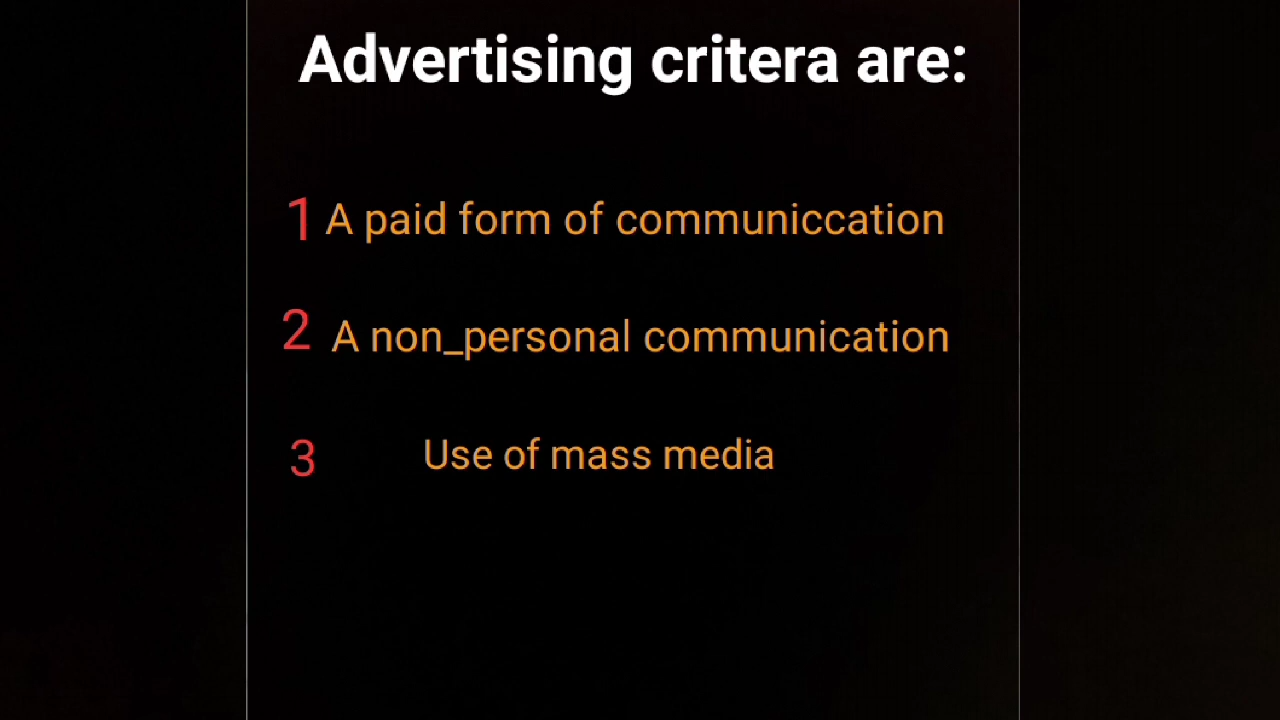 Advertising critera are:
1 A paid form of communiccation
2 A non_personal communication
3 Use of mass media